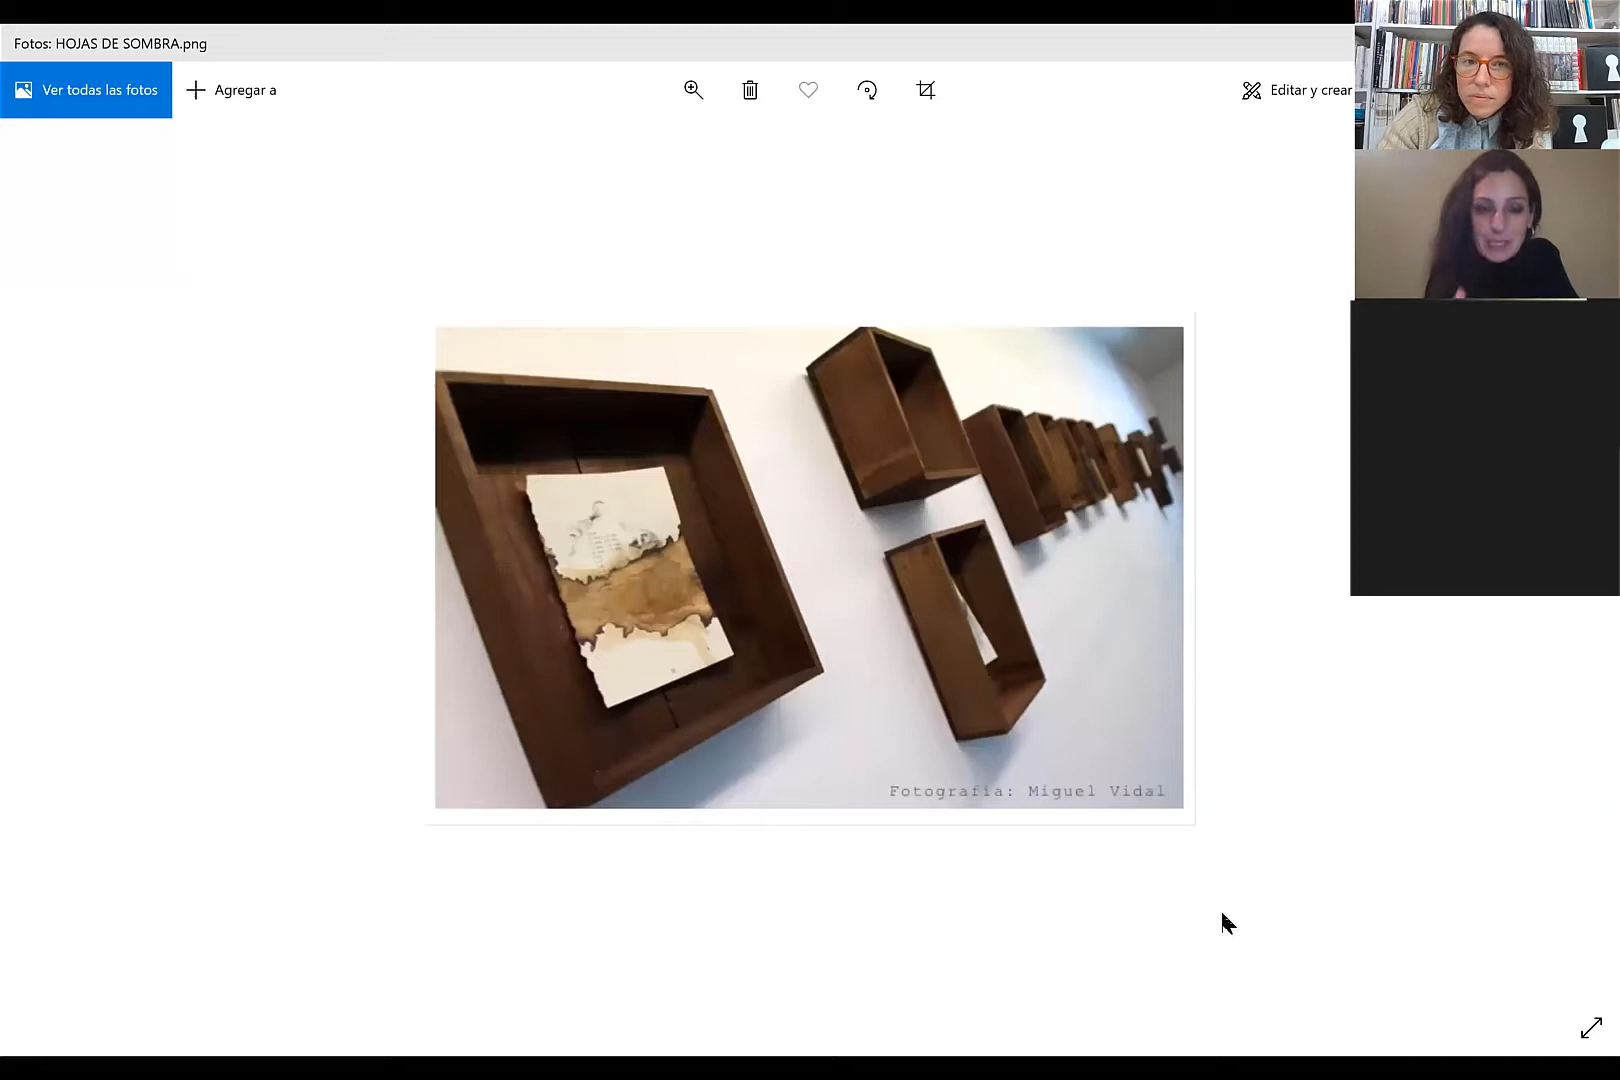 Fotos: HOJAS DE SOMBRA.png
Ver todas las fotos
Agregar a
Editar y crear
Fotografía: Miguel Vidal